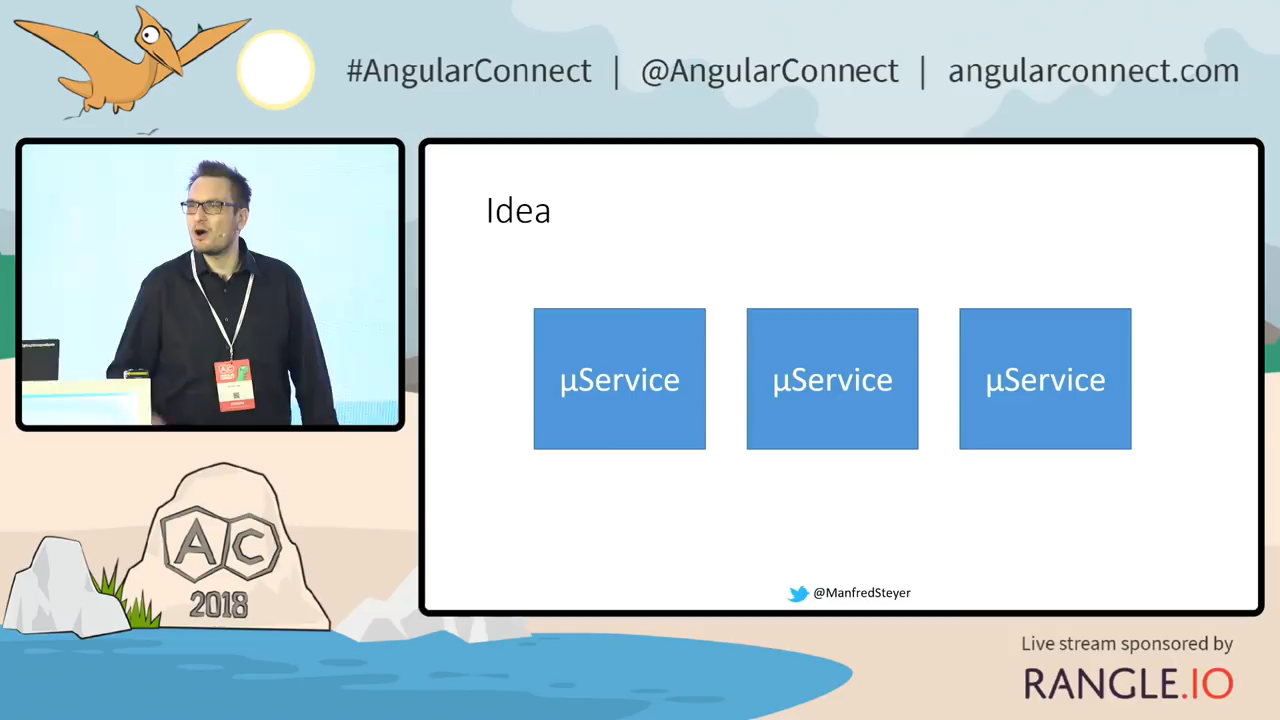 #AngularConnect | @AngularConnect | angularconnect.com
Idea
µService µService µService
@ManfredSteyer
AC
2018
Live stream sponsored by
RANGLE.IO